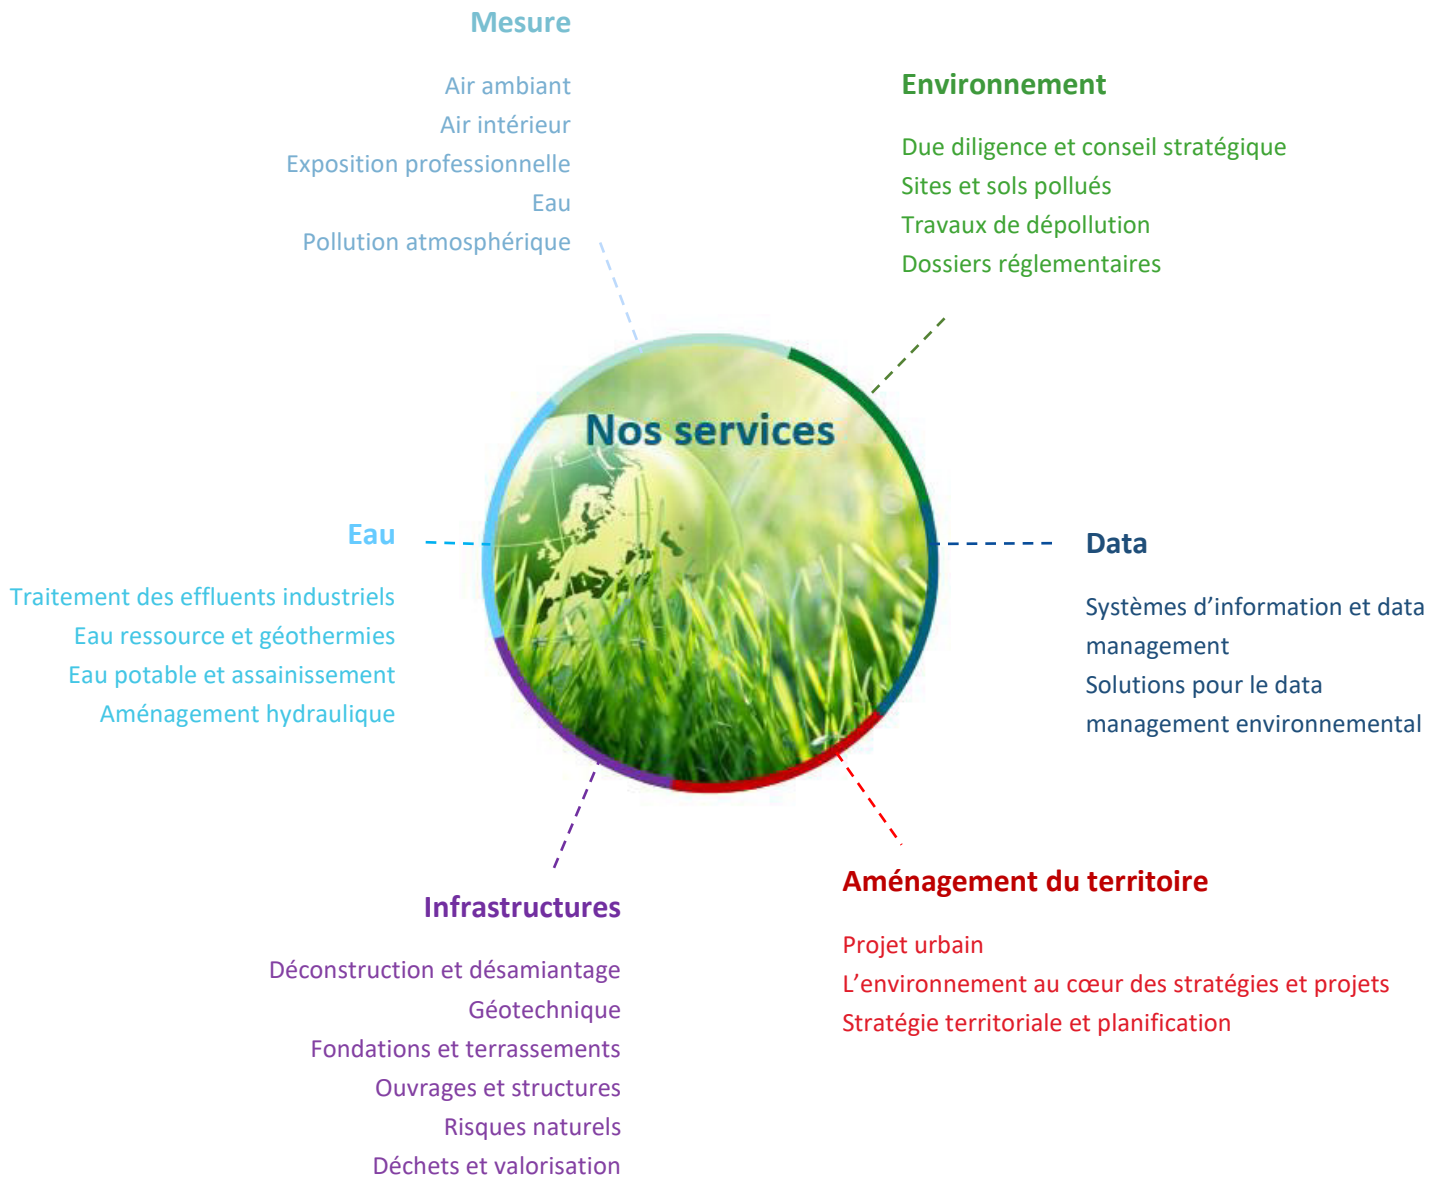 Mesure
Air ambiant
Air intérieur
Exposition professionnelle
Eau
Pollution atmosphérique
Environnement
Due diligence et conseil stratégique
Sites et sols pollués
Travaux de dépollution
Dossiers réglementaires
Nos services
Eau
Traitement des effluents industriels
Eau ressource et géothermies
Eau potable et assainissement
Aménagement hydraulique
Data
Systèmes d’information et data
management
Solutions pour le data
management environnemental
Infrastructures
Déconstruction et désamiantage
Géotechnique
Fondations et terrassements
Ouvrages et structures
Risques naturels
Déchets et valorisation
Aménagement du territoire
Projet urbain
L’environnement au cœur des stratégies et projets
Stratégie territoriale et planification